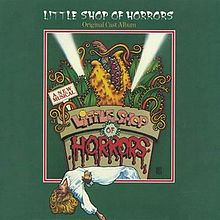 LITTLE SHOP OF HORRORS
Original Cast Album
A NEW
MUSICAL
LITTLE SHOP
OF
HORRORS